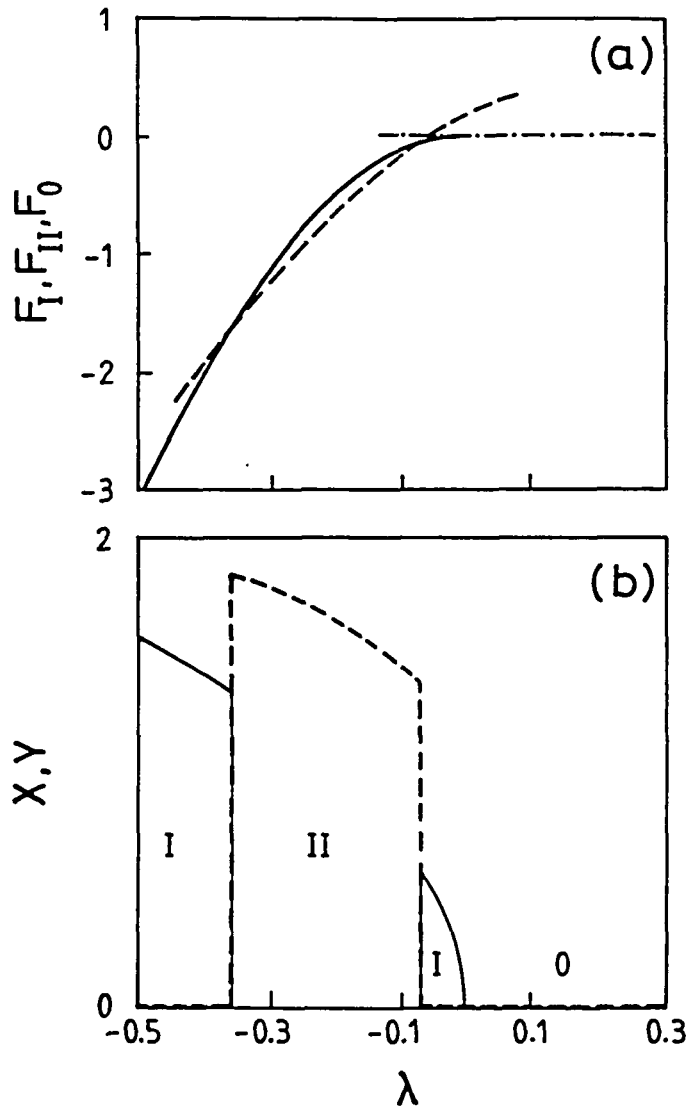 (a)
1
0
-1
-2
-3
F_I, F_II, F_0
(b)
2
0
X, Y
I
II
I
0
-0.5
-0.3
-0.1
0.1
0.3
λ